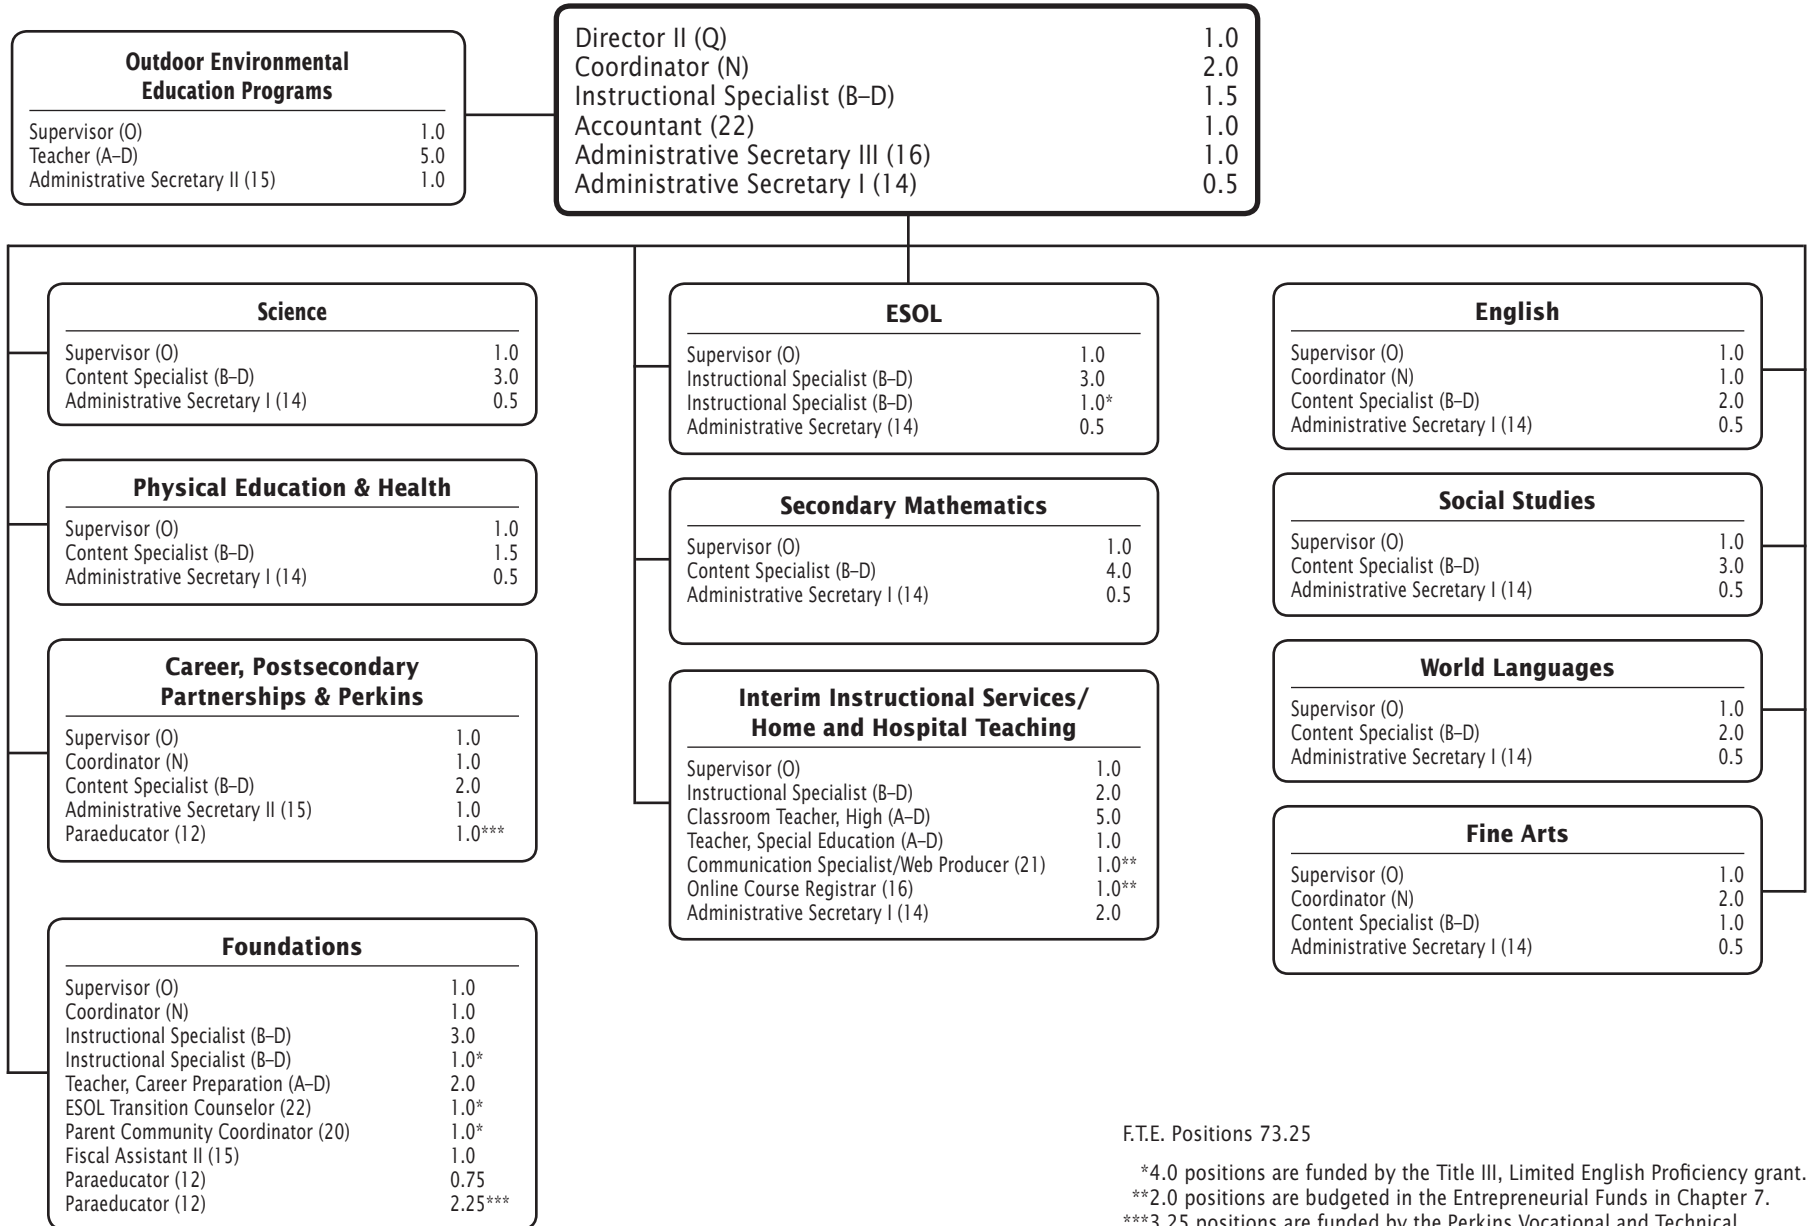 Outdoor Environmental
Education Programs
Supervisor (O) 1.0
Teacher (A–D) 5.0
Administrative Secretary II (15) 1.0
Director II (Q) 1.0
Coordinator (N) 2.0
Instructional Specialist (B–D) 1.5
Accountant (22) 1.0
Administrative Secretary III (16) 1.0
Administrative Secretary I (14) 0.5
Science
Supervisor (O) 1.0
Content Specialist (B–D) 3.0
Administrative Secretary I (14) 0.5
Physical Education & Health
Supervisor (O) 1.0
Content Specialist (B–D) 1.5
Administrative Secretary I (14) 0.5
Career, Postsecondary
Partnerships & Perkins
Supervisor (O) 1.0
Coordinator (N) 1.0
Content Specialist (B–D) 2.0
Administrative Secretary II (15) 1.0
Paraeducator (12) 1.0***
Foundations
Supervisor (O) 1.0
Coordinator (N) 1.0
Instructional Specialist (B–D) 3.0
Instructional Specialist (B–D) 1.0*
Teacher, Career Preparation (A–D) 2.0
ESOL Transition Counselor (22) 1.0*
Parent Community Coordinator (20) 1.0*
Fiscal Assistant II (15) 1.0
Paraeducator (12) 0.75
Paraeducator (12) 2.25***
ESOL
Supervisor (O) 1.0
Instructional Specialist (B–D) 3.0
Instructional Specialist (B–D) 1.0*
Administrative Secretary (14) 0.5
Secondary Mathematics
Supervisor (O) 1.0
Content Specialist (B–D) 4.0
Administrative Secretary I (14) 0.5
Interim Instructional Services/
Home and Hospital Teaching
Supervisor (O) 1.0
Instructional Specialist (B–D) 2.0
Classroom Teacher, High (A–D) 5.0
Teacher, Special Education (A–D) 1.0
Communication Specialist/Web Producer (21) 1.0**
Online Course Registrar (16) 1.0**
Administrative Secretary I (14) 2.0
English
Supervisor (O) 1.0
Coordinator (N) 1.0
Content Specialist (B–D) 2.0
Administrative Secretary I (14) 0.5
Social Studies
Supervisor (O) 1.0
Content Specialist (B–D) 3.0
Administrative Secretary I (14) 0.5
World Languages
Supervisor (O) 1.0
Content Specialist (B–D) 2.0
Administrative Secretary I (14) 0.5
Fine Arts
Supervisor (O) 1.0
Coordinator (N) 2.0
Content Specialist (B–D) 1.0
Administrative Secretary I (14) 0.5
F.T.E. Positions 73.25
*4.0 positions are funded by the Title III, Limited English Proficiency grant.
**2.0 positions are budgeted in the Entrepreneurial Funds in Chapter 7.
***3.25 positions are funded by the Perkins Vocational and Technical